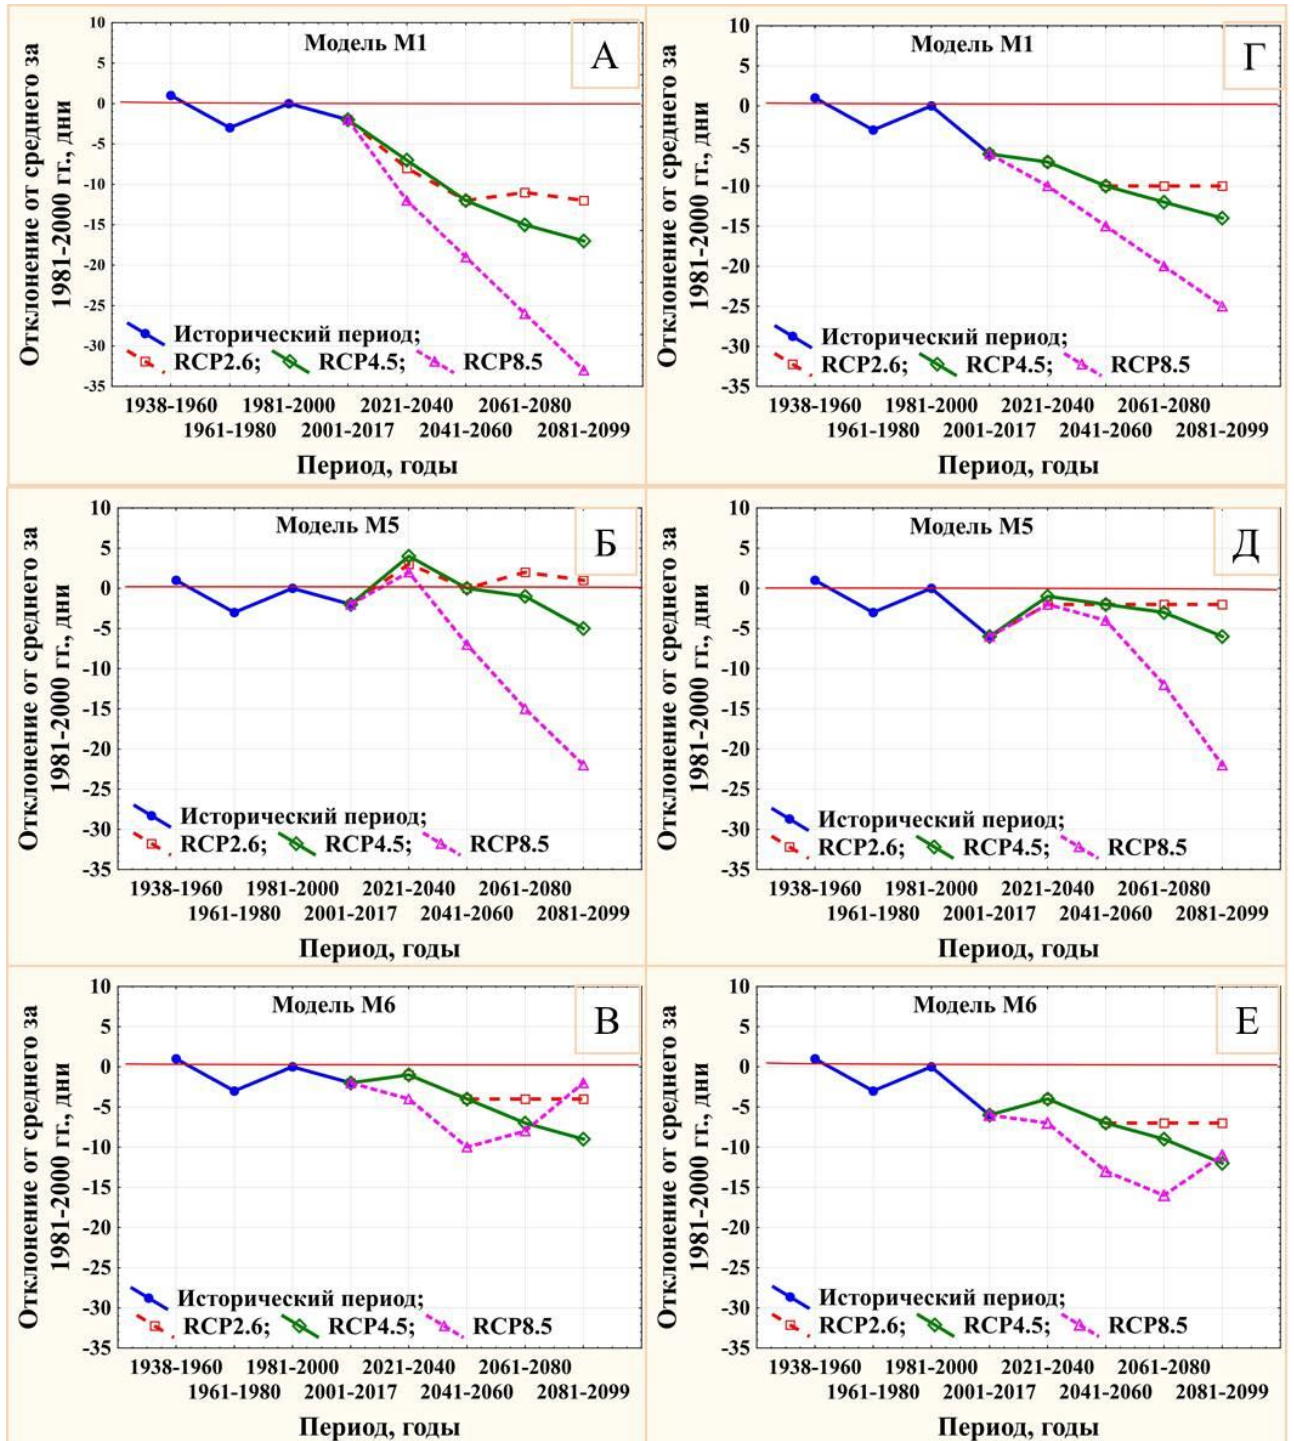 Отклонение от среднего за
1981-2000 гг., дни
Модель М1
А
10
5
0
-5
-10
-15
-20
-25
-30
-35
Исторический период;
RCP2.6; RCP4.5; RCP8.5
1938-1960 1981-2000 2021-2040 2061-2080
1961-1980 2001-2017 2041-2060 2081-2099
Период, годы
Отклонение от среднего за
1981-2000 гг., дни
Модель М1
Г
10
5
0
-5
-10
-15
-20
-25
-30
-35
Исторический период;
RCP2.6; RCP4.5; RCP8.5
1938-1960 1981-2000 2021-2040 2061-2080
1961-1980 2001-2017 2041-2060 2081-2099
Период, годы
Отклонение от среднего за
1981-2000 гг., дни
Модель М5
Б
10
5
0
-5
-10
-15
-20
-25
-30
-35
Исторический период;
RCP2.6; RCP4.5; RCP8.5
1938-1960 1981-2000 2021-2040 2061-2080
1961-1980 2001-2017 2041-2060 2081-2099
Период, годы
Отклонение от среднего за
1981-2000 гг., дни
Модель М5
Д
10
5
0
-5
-10
-15
-20
-25
-30
-35
Исторический период;
RCP2.6; RCP4.5; RCP8.5
1938-1960 1981-2000 2021-2040 2061-2080
1961-1980 2001-2017 2041-2060 2081-2099
Период, годы
Отклонение от среднего за
1981-2000 гг., дни
Модель М6
В
10
5
0
-5
-10
-15
-20
-25
-30
-35
Исторический период;
RCP2.6; RCP4.5; RCP8.5
1938-1960 1981-2000 2021-2040 2061-2080
1961-1980 2001-2017 2041-2060 2081-2099
Период, годы
Отклонение от среднего за
1981-2000 гг., дни
Модель М6
Е
10
5
0
-5
-10
-15
-20
-25
-30
-35
Исторический период;
RCP2.6; RCP4.5; RCP8.5
1938-1960 1981-2000 2021-2040 2061-2080
1961-1980 2001-2017 2041-2060 2081-2099
Период, годы